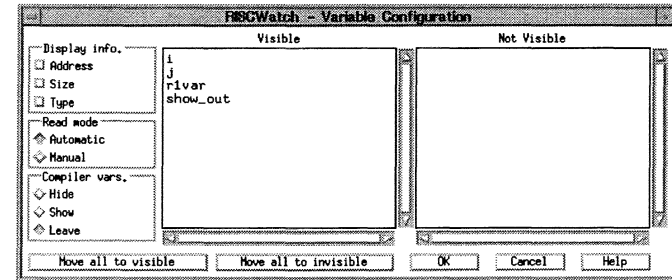 RISCWatch - Variable Configuration
Visible
Not Visible
Display info.
Address
Size
Type
Read mode
Automatic
Manual
Compiler vars.
Hide
Show
Leave
i
j
r1var
show_out
Move all to visible
Move all to invisible
OK
Cancel
Help